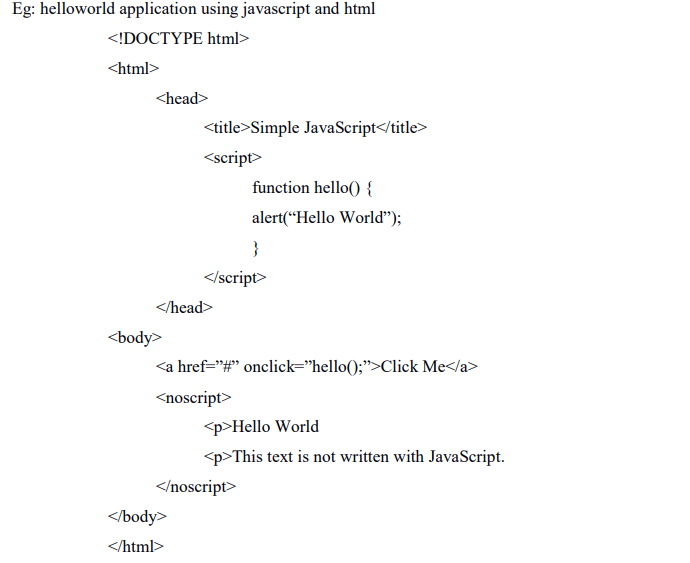 Eg: helloworld application using javascript and html
<!DOCTYPE html>
<html>
<head>
<title>Simple JavaScript</title>
<script>
function hello() {
alert(“Hello World”);
}
</script>
</head>
<body>
<a href=”#” onclick=”hello();”>Click Me</a>
<noscript>
<p>Hello World
<p>This text is not written with JavaScript.
</noscript>
</body>
</html>